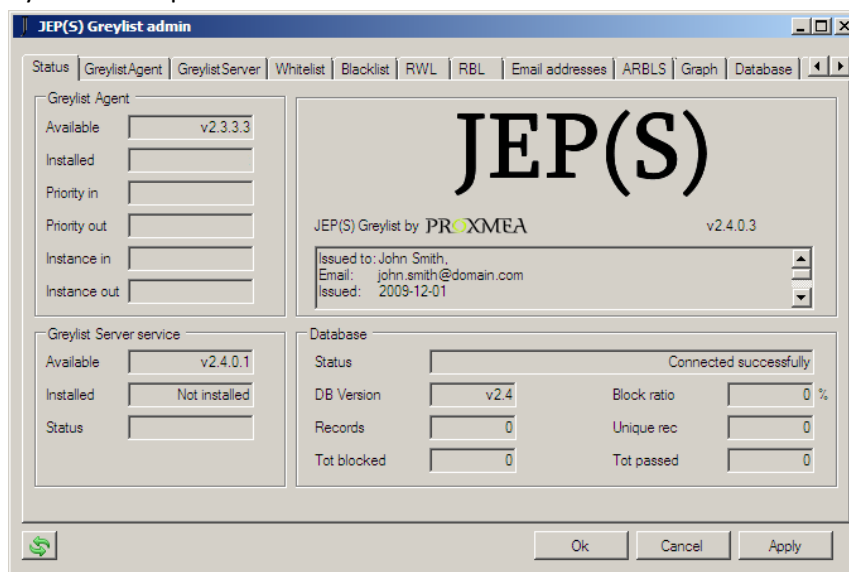 JEP(S) Greylist admin
Status GreylistAgent GreylistServer Whitelist Blacklist RWL RBL Email addresses ARBLS Graph Database
Greylist Agent
Available v2.3.3.3
Installed
Priority in
Priority out
Instance in
Instance out
JEP(S)
JEP(S) Greylist by PROXMEA v2.4.0.3
Issued to: John Smith,
Email: john.smith@domain.com
Issued: 2009-12-01
Greylist Server service
Available v2.4.0.1
Installed Not installed
Status
Database
Status Connected successfully
DB Version v2.4 Block ratio 0 %
Records 0 Unique rec 0
Tot blocked 0 Tot passed 0
Ok Cancel Apply